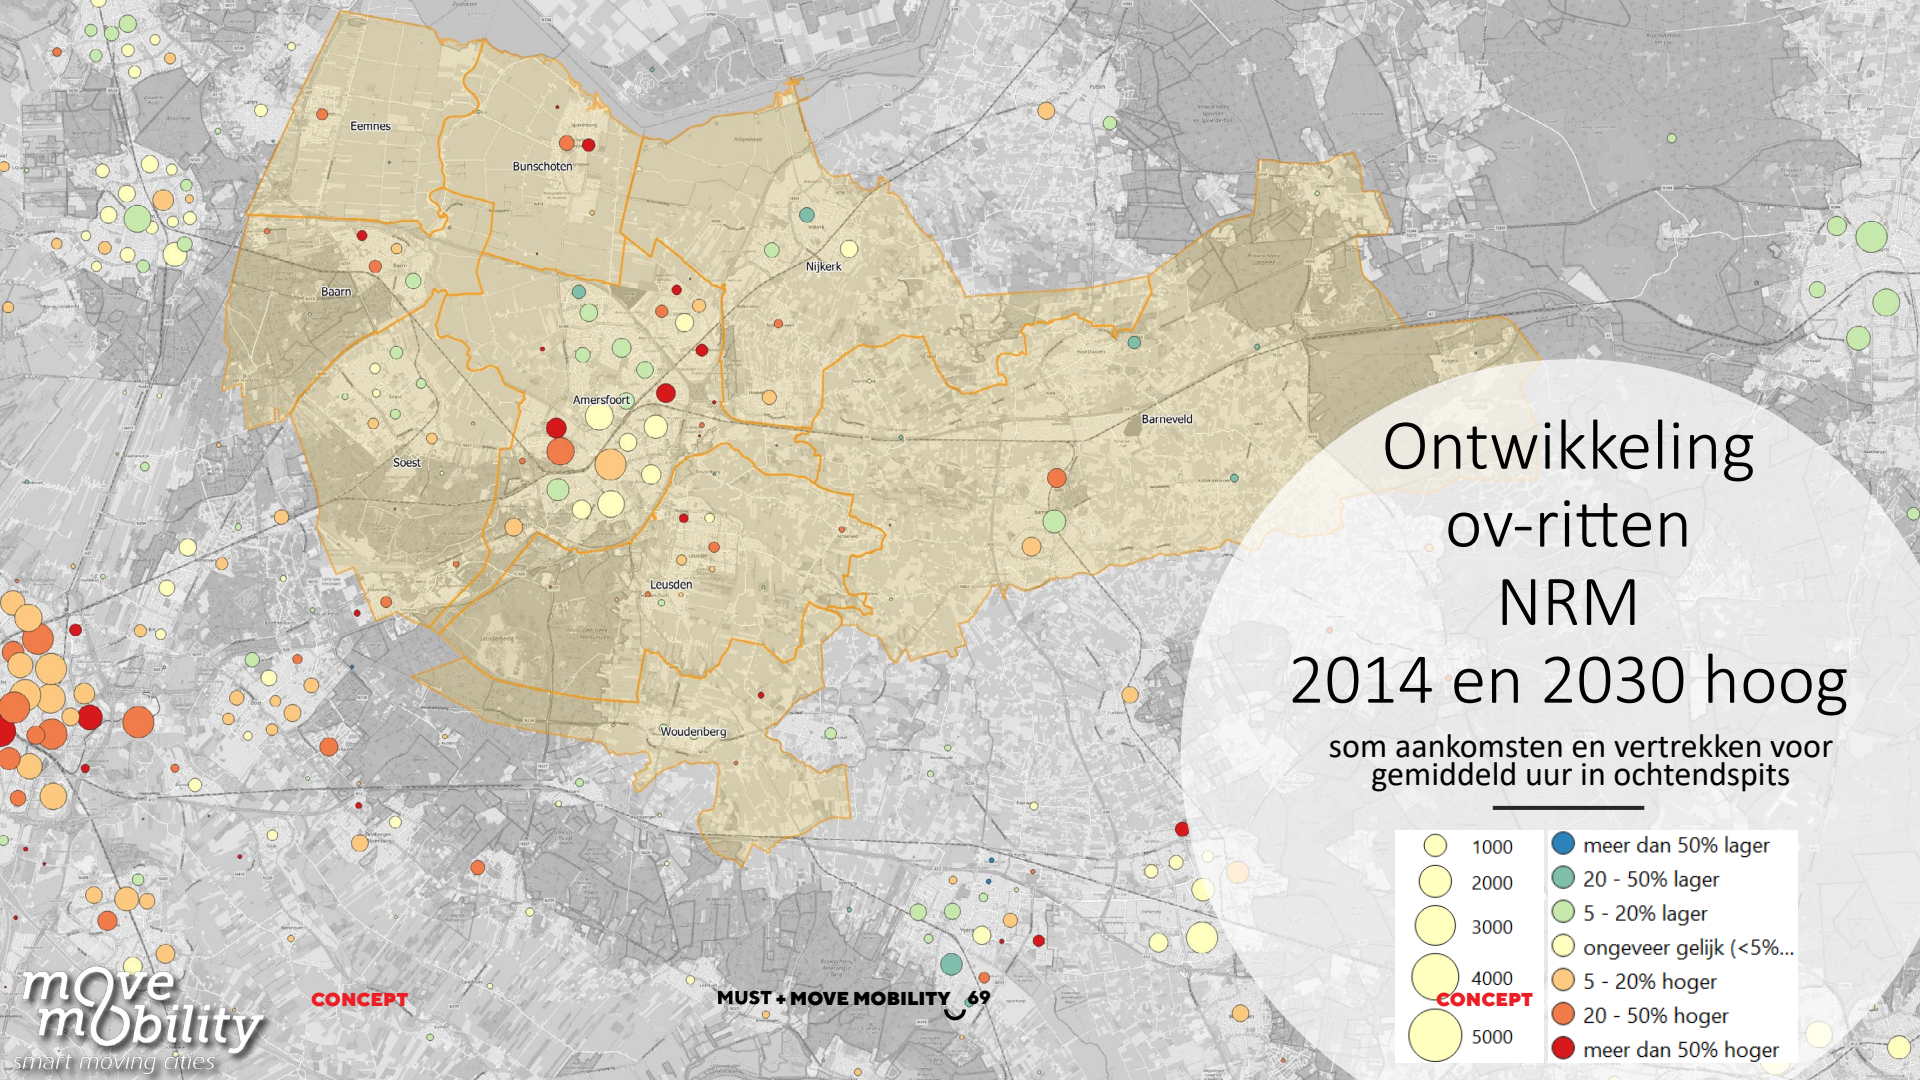 Eemnes
Bunschoten
Nijkerk
Baarn
Amersfoort
Barneveld
Soest
Leusden
Woudenberg
Ontwikkeling
ov-ritten
NRM
2014 en 2030 hoog
som aankomsten en vertrekken voor
gemiddeld uur in ochtendspits
1000
2000
3000
4000
5000
meer dan 50% lager
20 - 50% lager
5 - 20% lager
ongeveer gelijk (<5%...
5 - 20% hoger
20 - 50% hoger
meer dan 50% hoger
move
mobility
smart moving cities
CONCEPT
MUST + MOVE MOBILITY 69
CONCEPT